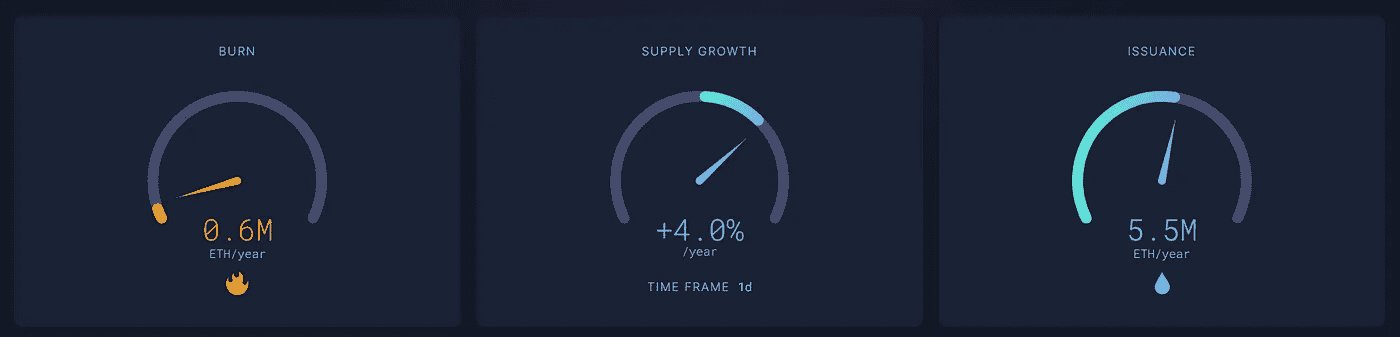 BURN
0.6M
ETH/year
SUPPLY GROWTH
+4.0%
/year
TIME FRAME 1d
ISSUANCE
5.5M
ETH/year